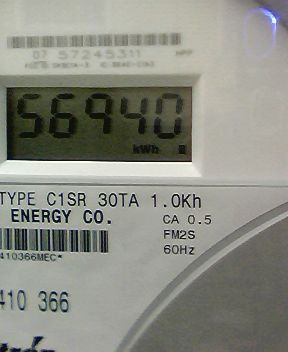 07 57245311
56940
kWh
TYPE C1SR 30TA 1.0Kh
ENERGY CO. CA 0.5
FM2S
410366MEC* 60Hz
410 366